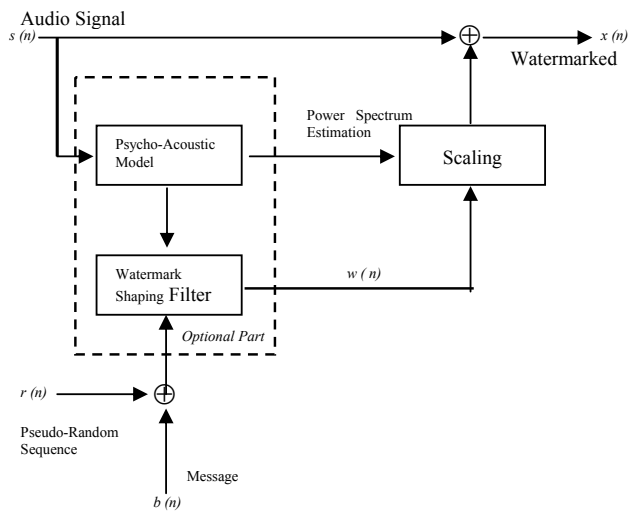 Audio Signal
s (n)
x (n)
Watermarked
Power Spectrum
Estimation
Psycho-Acoustic
Model
Scaling
Watermark
Shaping Filter
w ( n)
Optional Part
r (n)
Pseudo-Random
Sequence
Message
b (n)